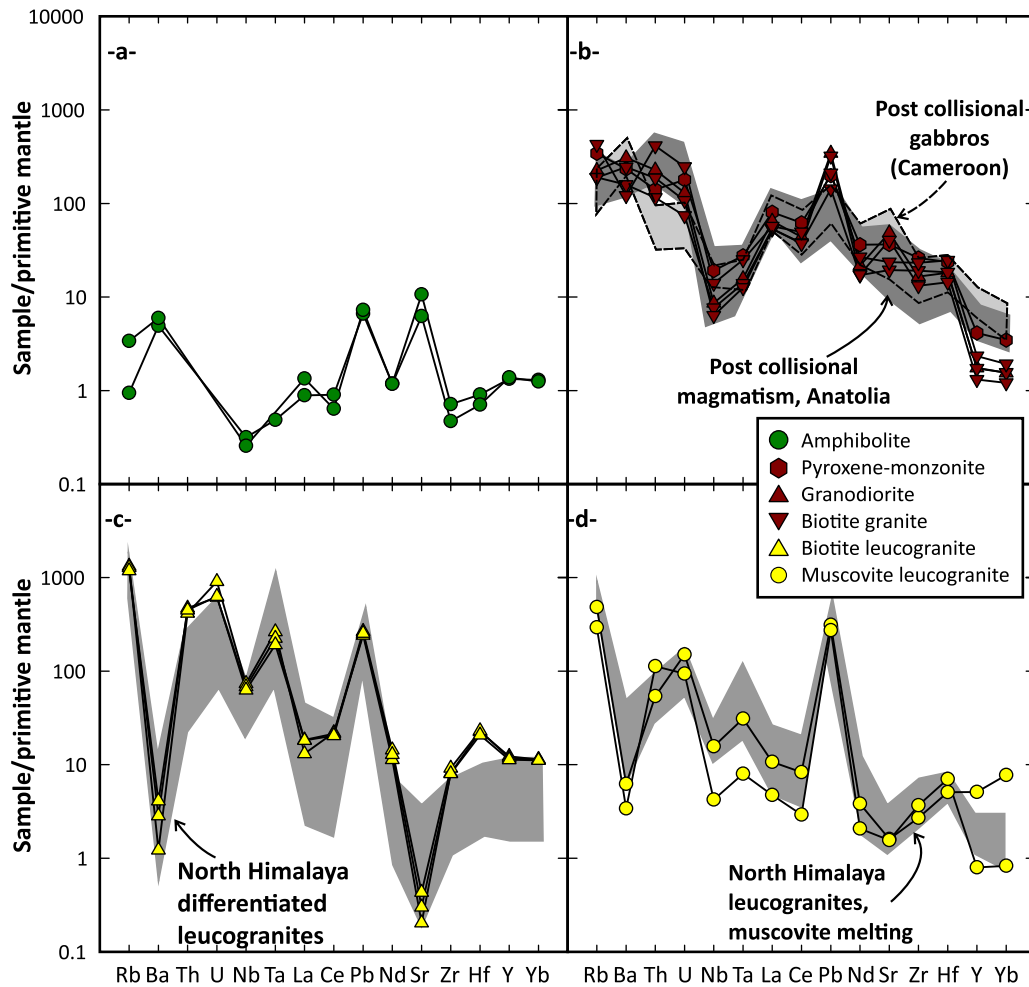 10000
1000
100
10
1
0.1
Sample/primitive mantle
-a-
-b-
Post collisional
gabbros
(Cameroon)
Post collisional
magmatism, Anatolia
Amphibolite
Pyroxene-monzonite
Granodiorite
Biotite granite
Biotite leucogranite
Muscovite leucogranite
1000
100
10
1
0.1
Sample/primitive mantle
-c-
North Himalaya
differentiated
leucogranites
-d-
North Himalaya
leucogranites,
muscovite melting
Rb Ba Th U Nb Ta La Ce Pb Nd Sr Zr Hf Y Yb
Rb Ba Th U Nb Ta La Ce Pb Nd Sr Zr Hf Y Yb